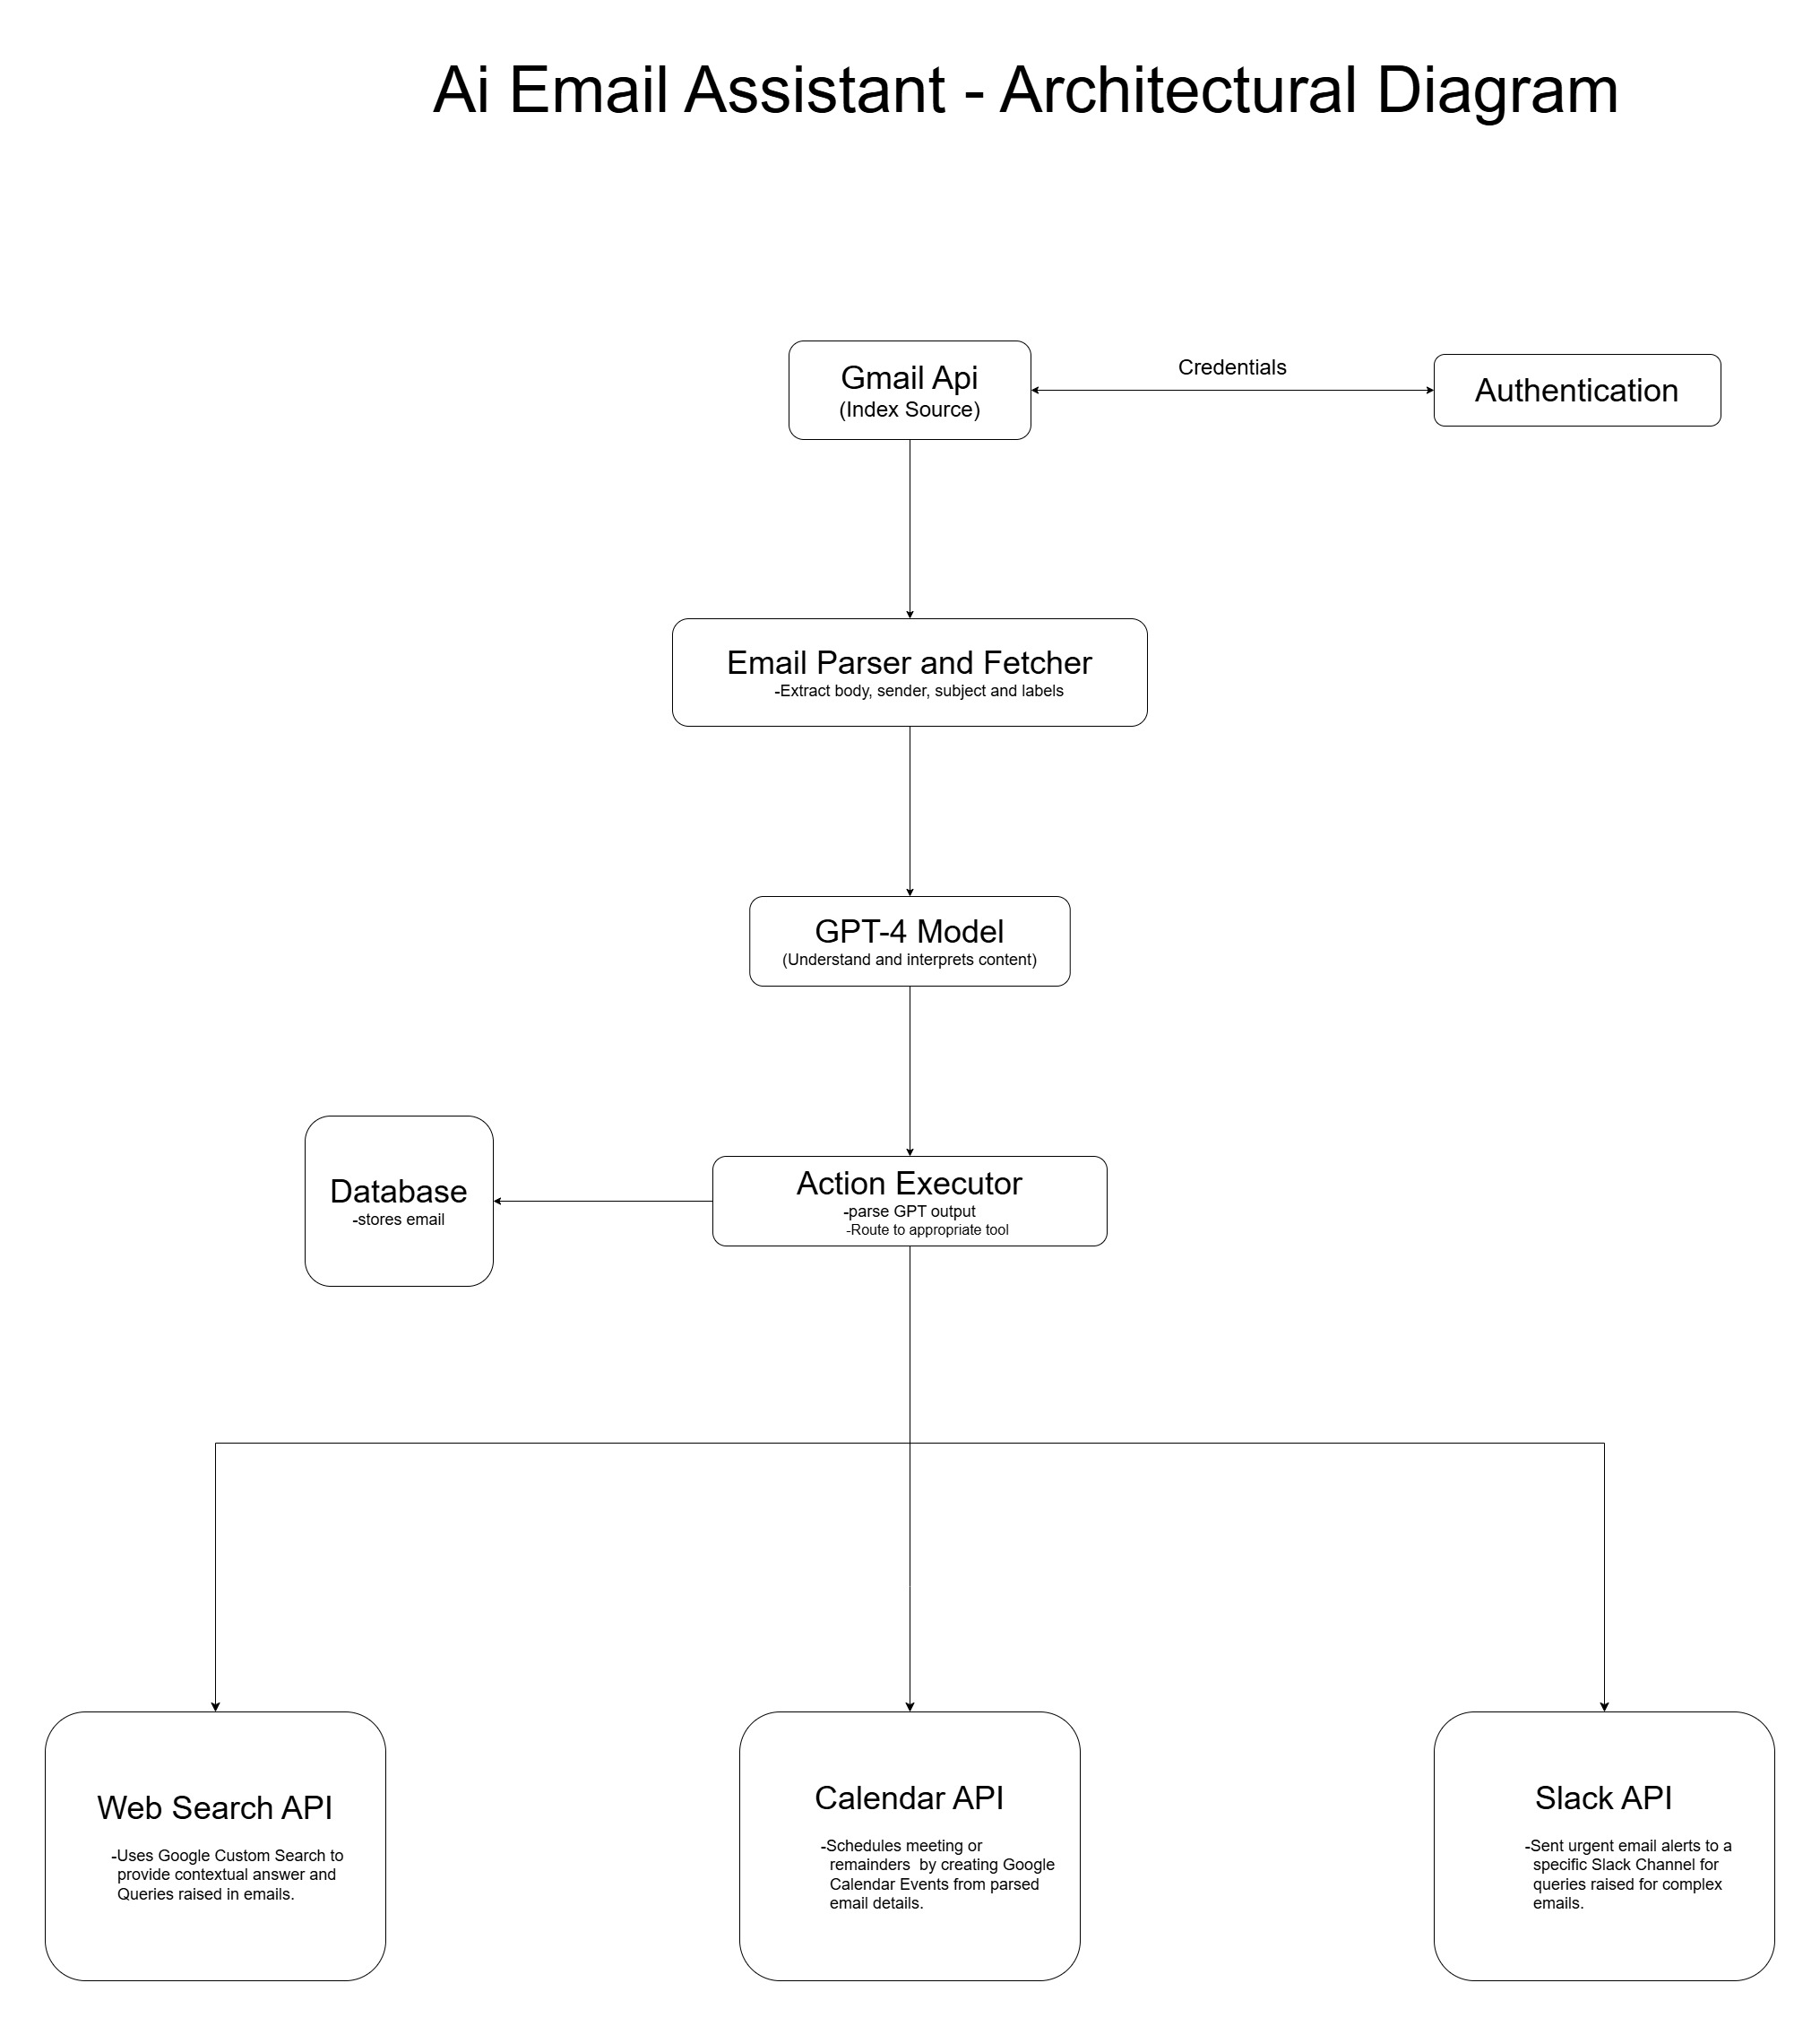 Ai Email Assistant - Architectural Diagram
Gmail Api
(Index Source)
Credentials
Authentication
Email Parser and Fetcher
-Extract body, sender, subject and labels
GPT-4 Model
(Understand and interprets content)
Database
-stores email
Action Executor
-parse GPT output
-Route to appropriate tool
Web Search API
-Uses Google Custom Search to
provide contextual answer and
Queries raised in emails.
Calendar API
-Schedules meeting or
remainders  by creating Google
Calendar Events from parsed
email details.
Slack API
-Sent urgent email alerts to a
specific Slack Channel for
queries raised for complex
emails.